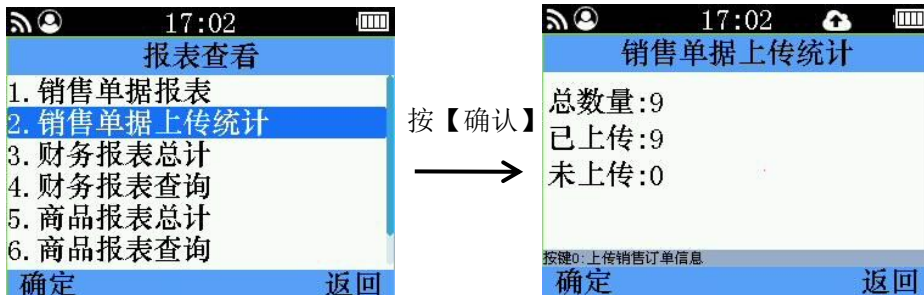 17:02
报表查看
1.销售单据报表
2.销售单据上传统计
3.财务报表总计
4.财务报表查询
5.商品报表总计
6.商品报表查询
确定 返回
按【确认】
17:02
销售单据上传统计
总数量:9
已上传:9
未上传:0
按键0:上传销售订单信息
确定 返回